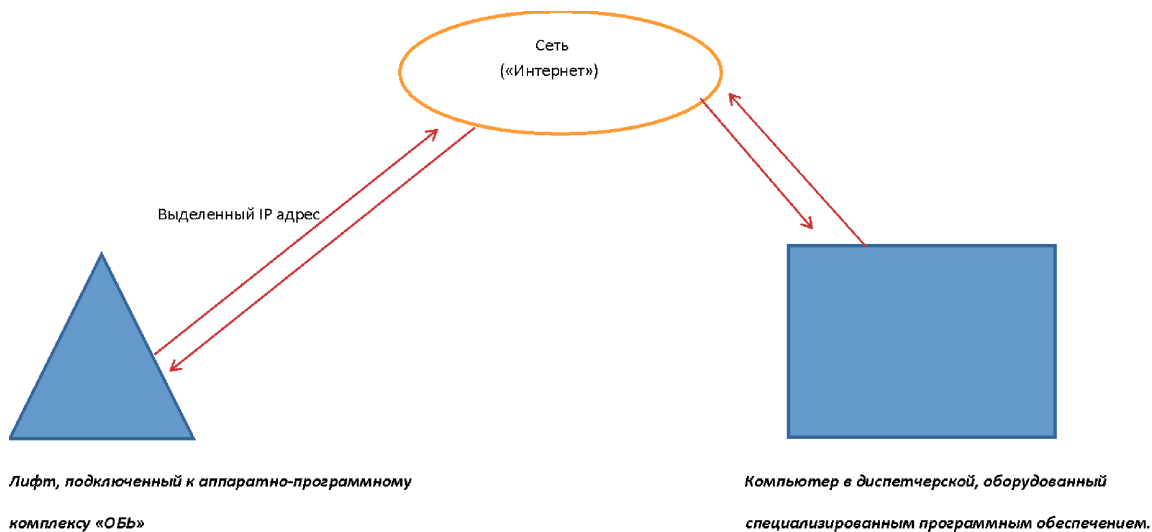 Сеть
(«Интернет»)
Выделенный IP адрес
Лифт, подключенный к аппаратно-программному
комплексу «ОБЬ»
Компьютер в диспетчерской, оборудованный
специализированным программным обеспечением.